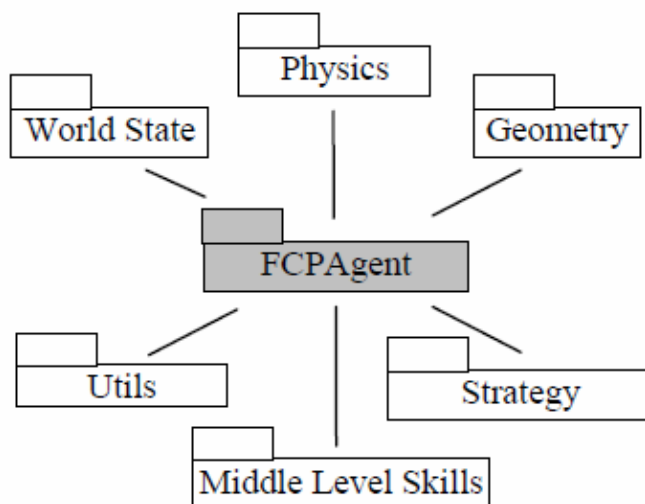 Physics
World State
Geometry
FCPAgent
Utils
Strategy
Middle Level Skills